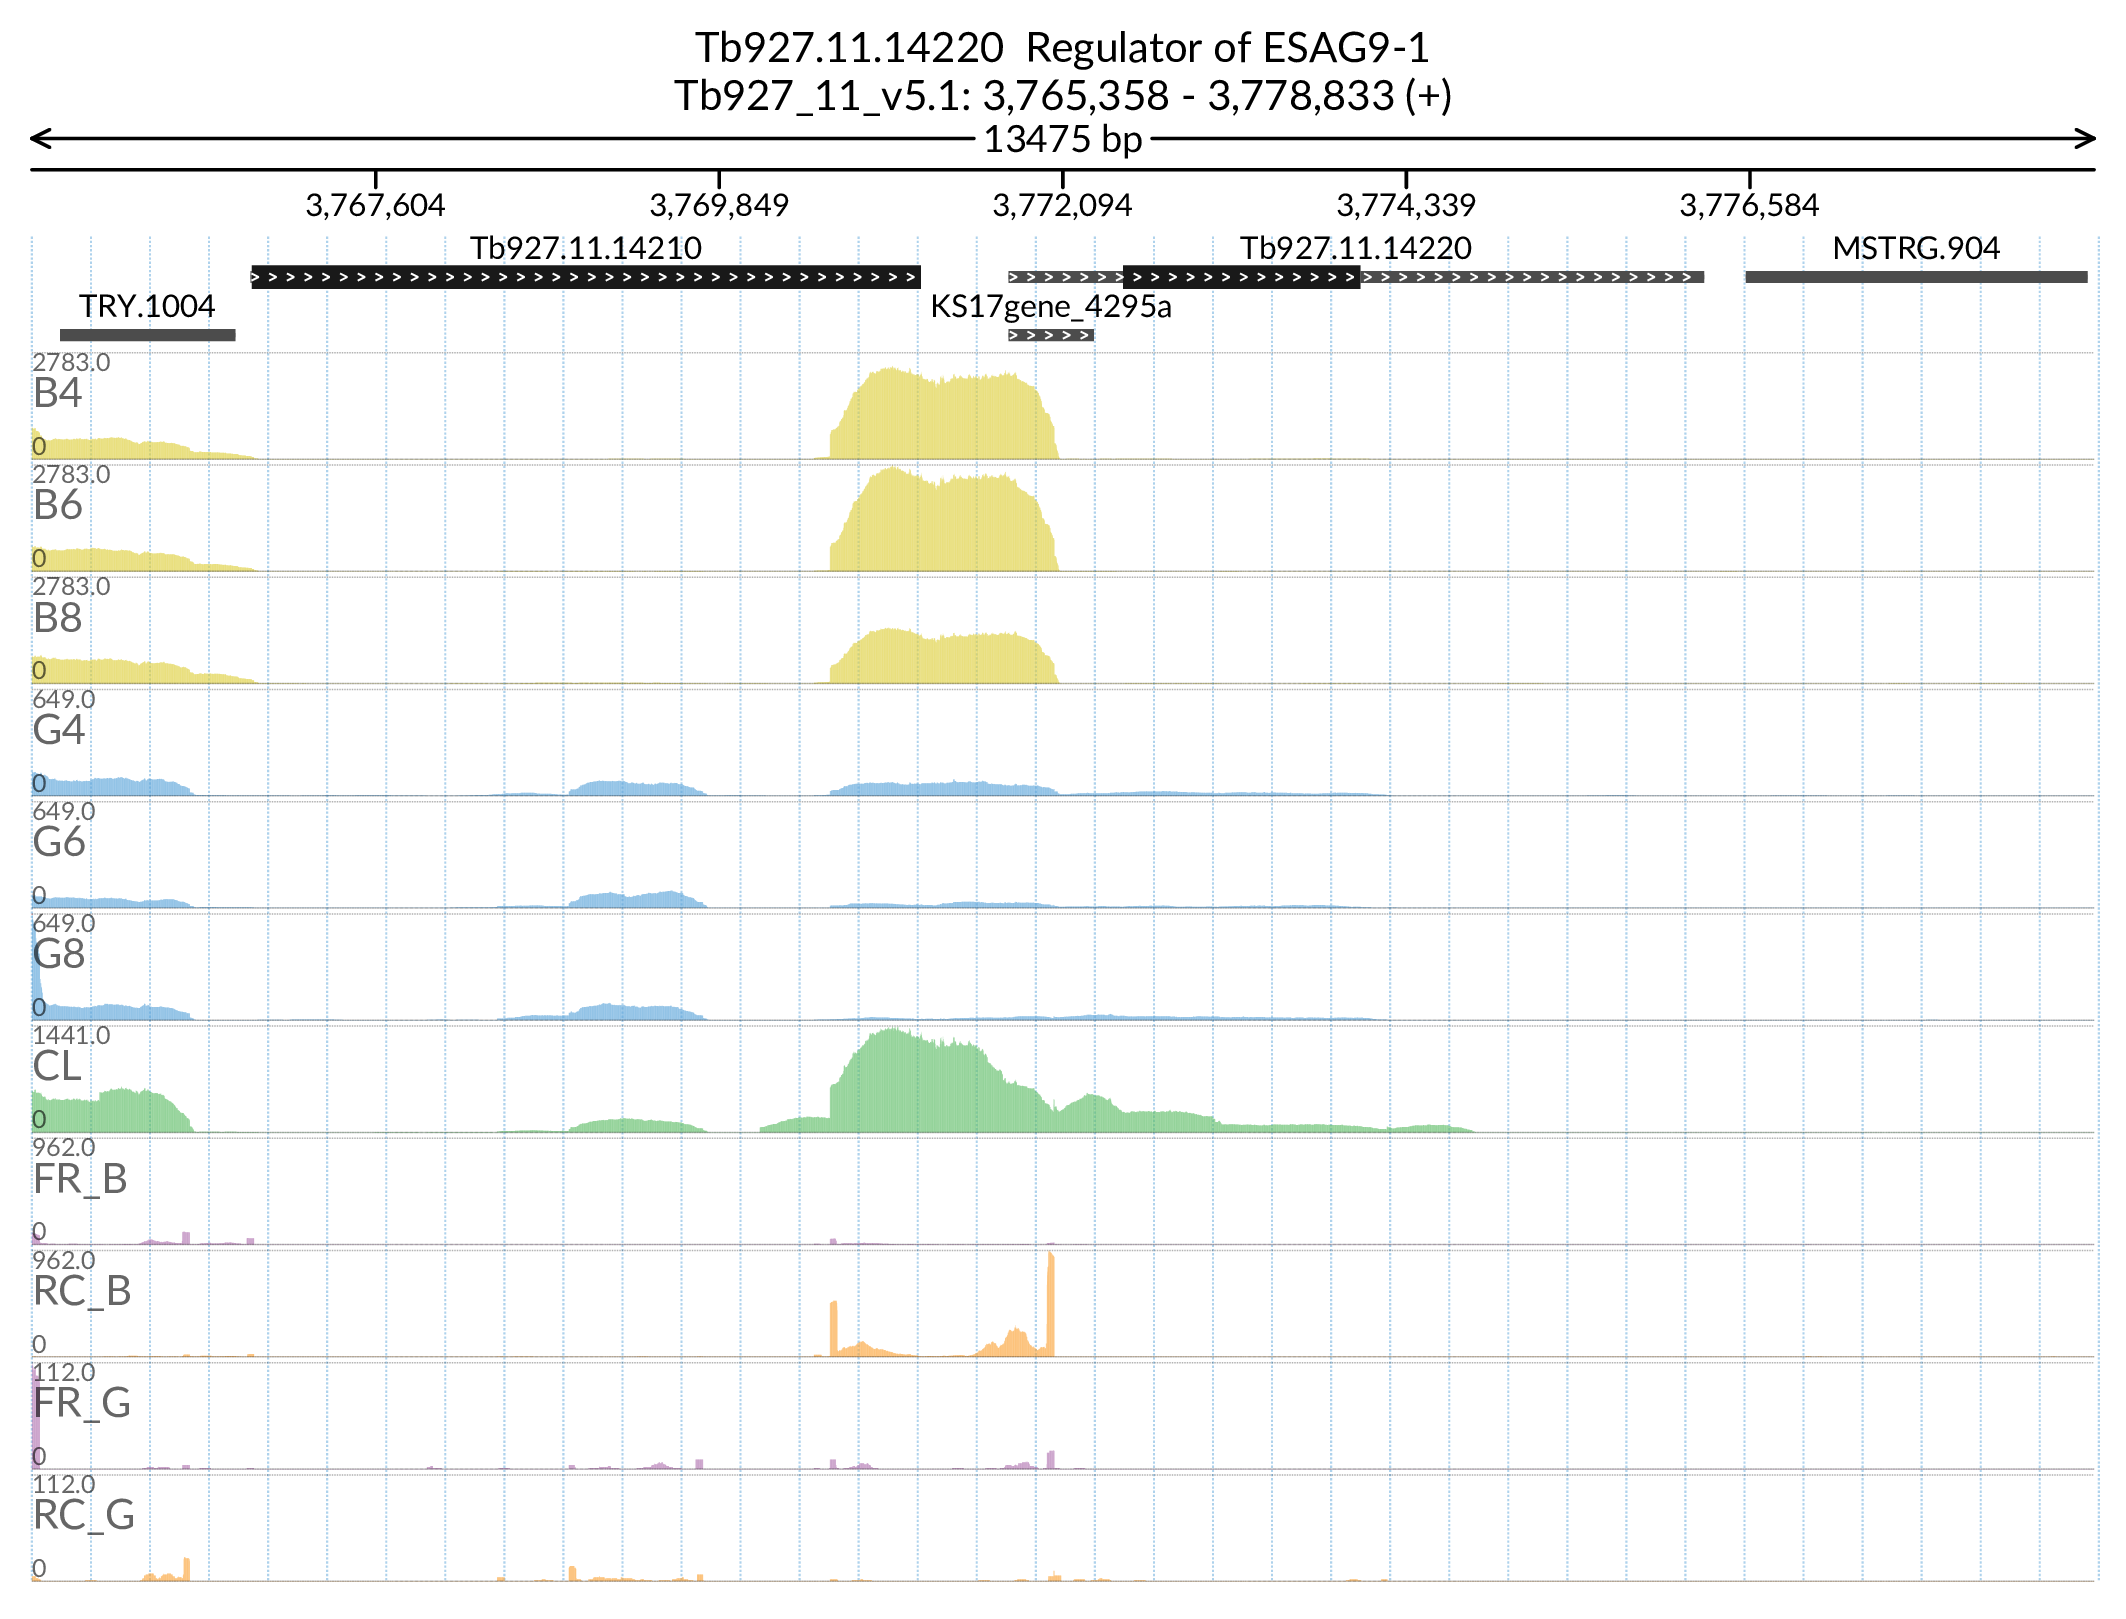 Tb927.11.14220 Regulator of ESAG9-1
Tb927_11_v5.1: 3,765,358 - 3,778,833 (+)
13475 bp
3,767,604 3,769,849 3,772,094 3,774,339 3,776,584
Tb927.11.14210 Tb927.11.14220 MSTRG.904
TRY.1004 KS17gene_4295a
2783.0
B4
0
2783.0
B6
0
2783.0
B8
0
649.0
G4
0
649.0
G6
0
649.0
G8
0
1441.0
CL
0
962.0
FR_B
0
962.0
RC_B
0
112.0
FR_G
0
112.0
RC_G
0